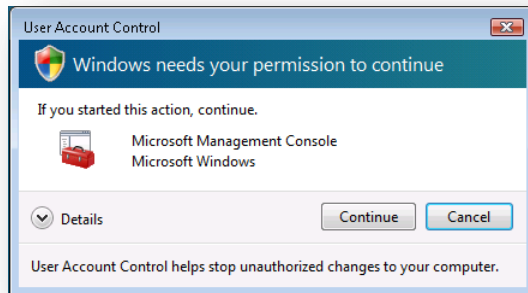 User Account Control
Windows needs your permission to continue
If you started this action, continue.
Microsoft Management Console
Microsoft Windows
Details
Continue
Cancel
User Account Control helps stop unauthorized changes to your computer.